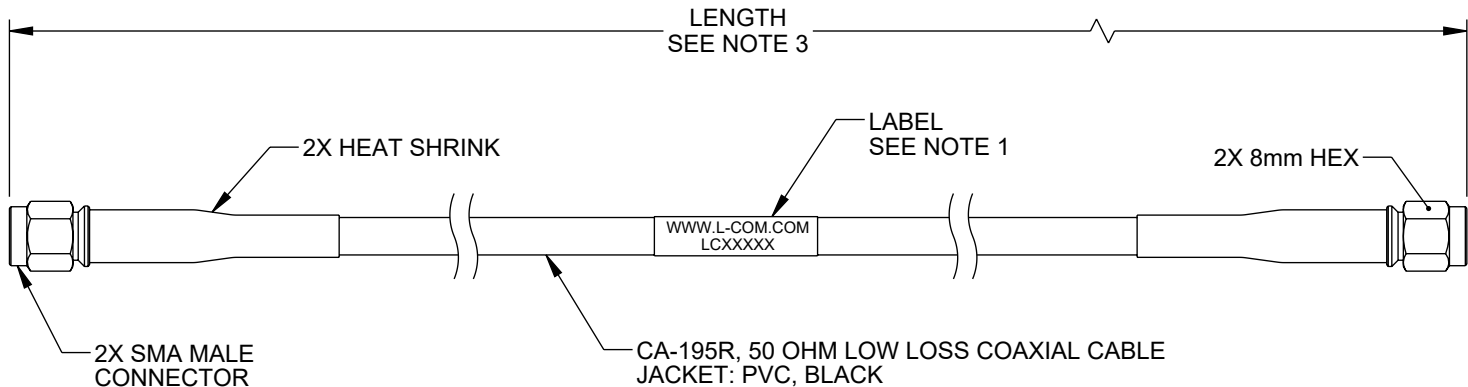 LENGTH
SEE NOTE 3
2X HEAT SHRINK
LABEL
SEE NOTE 1
2X 8mm HEX
WWW.L-COM.COM
LCXXXXX
2X SMA MALE
CONNECTOR
CA-195R, 50 OHM LOW LOSS COAXIAL CABLE
JACKET: PVC, BLACK